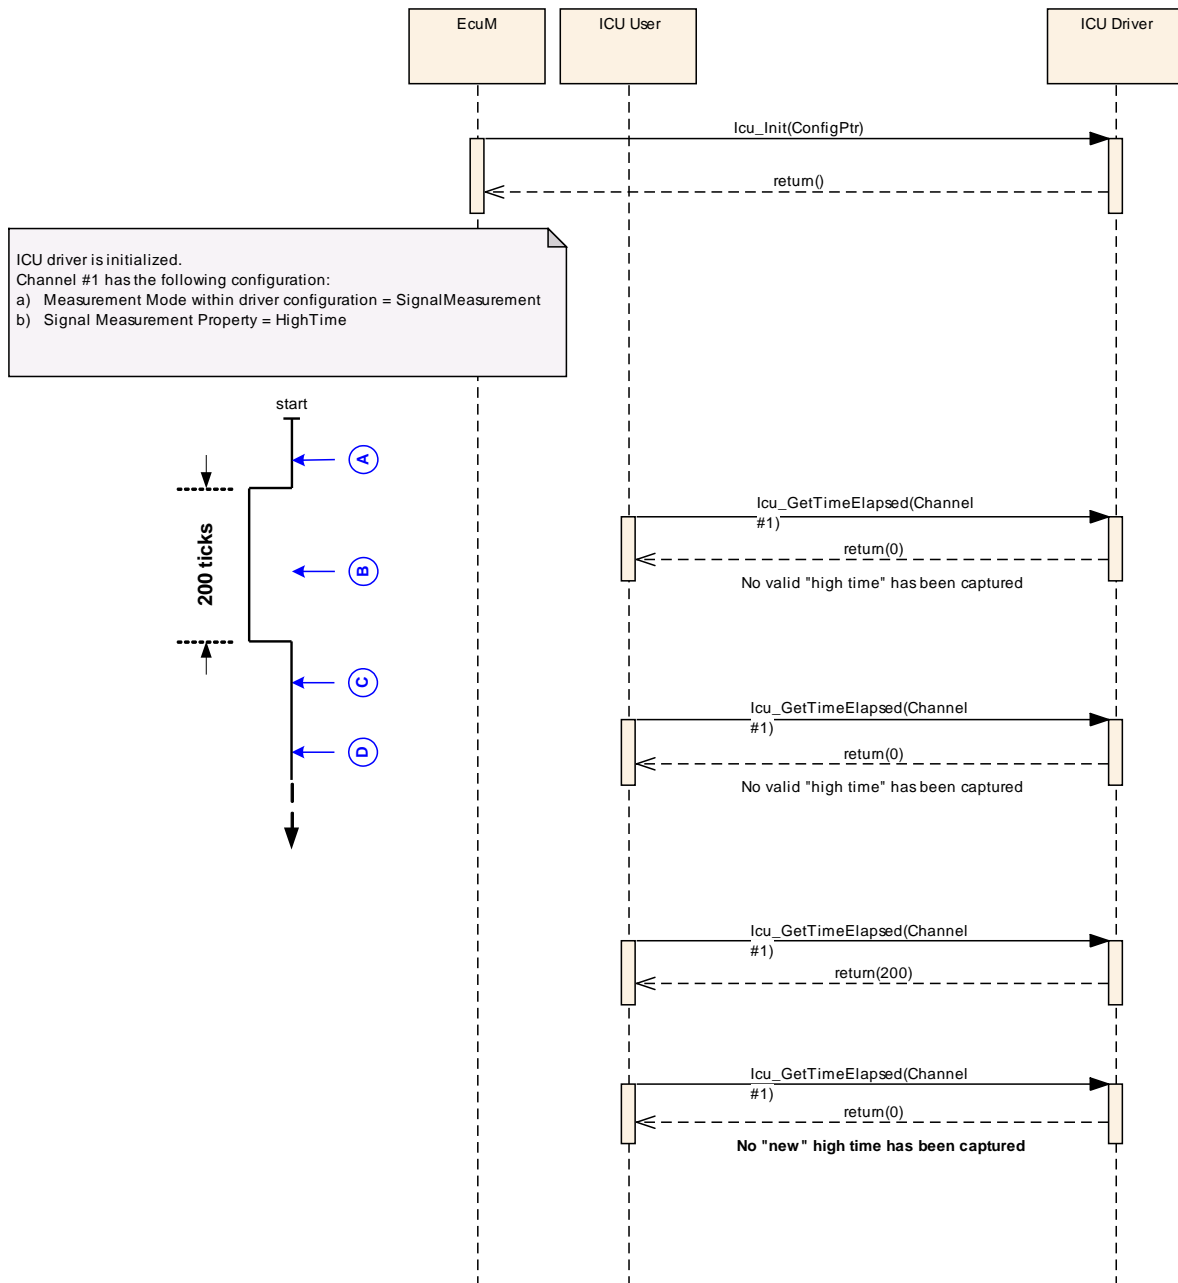 EcuM
ICU User
ICU Driver
Icu_Init(ConfigPtr)
return()
ICU driver is initialized.
Channel #1 has the following configuration:
a) Measurement Mode within driver configuration = SignalMeasurement
b) Signal Measurement Property = HighTime
start
A
200 ticks
B
C
D
Icu_GetTimeElapsed(Channel
#1)
return(0)
No valid "high time" has been captured
Icu_GetTimeElapsed(Channel
#1)
return(0)
No valid "high time" has been captured
Icu_GetTimeElapsed(Channel
#1)
return(200)
Icu_GetTimeElapsed(Channel
#1)
return(0)
No "new" high time has been captured